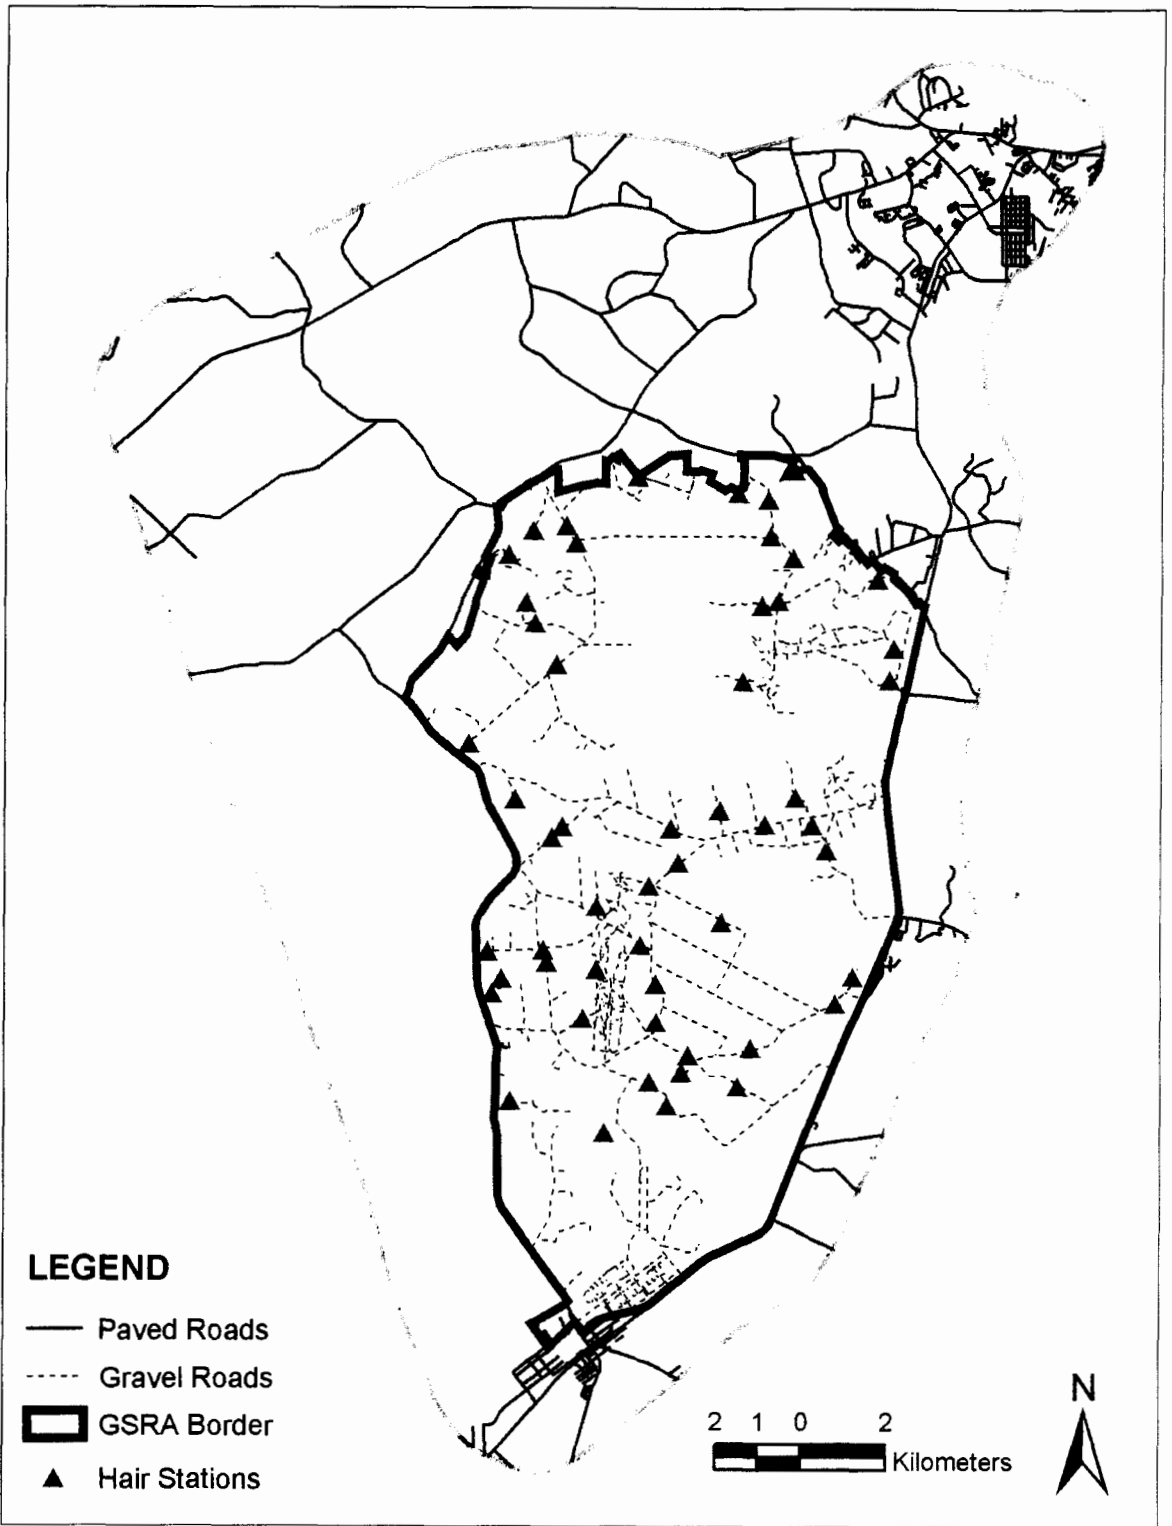 LEGEND
Paved Roads
Gravel Roads
GSRA Border
Hair Stations
2 1 0 2
Kilometers
N